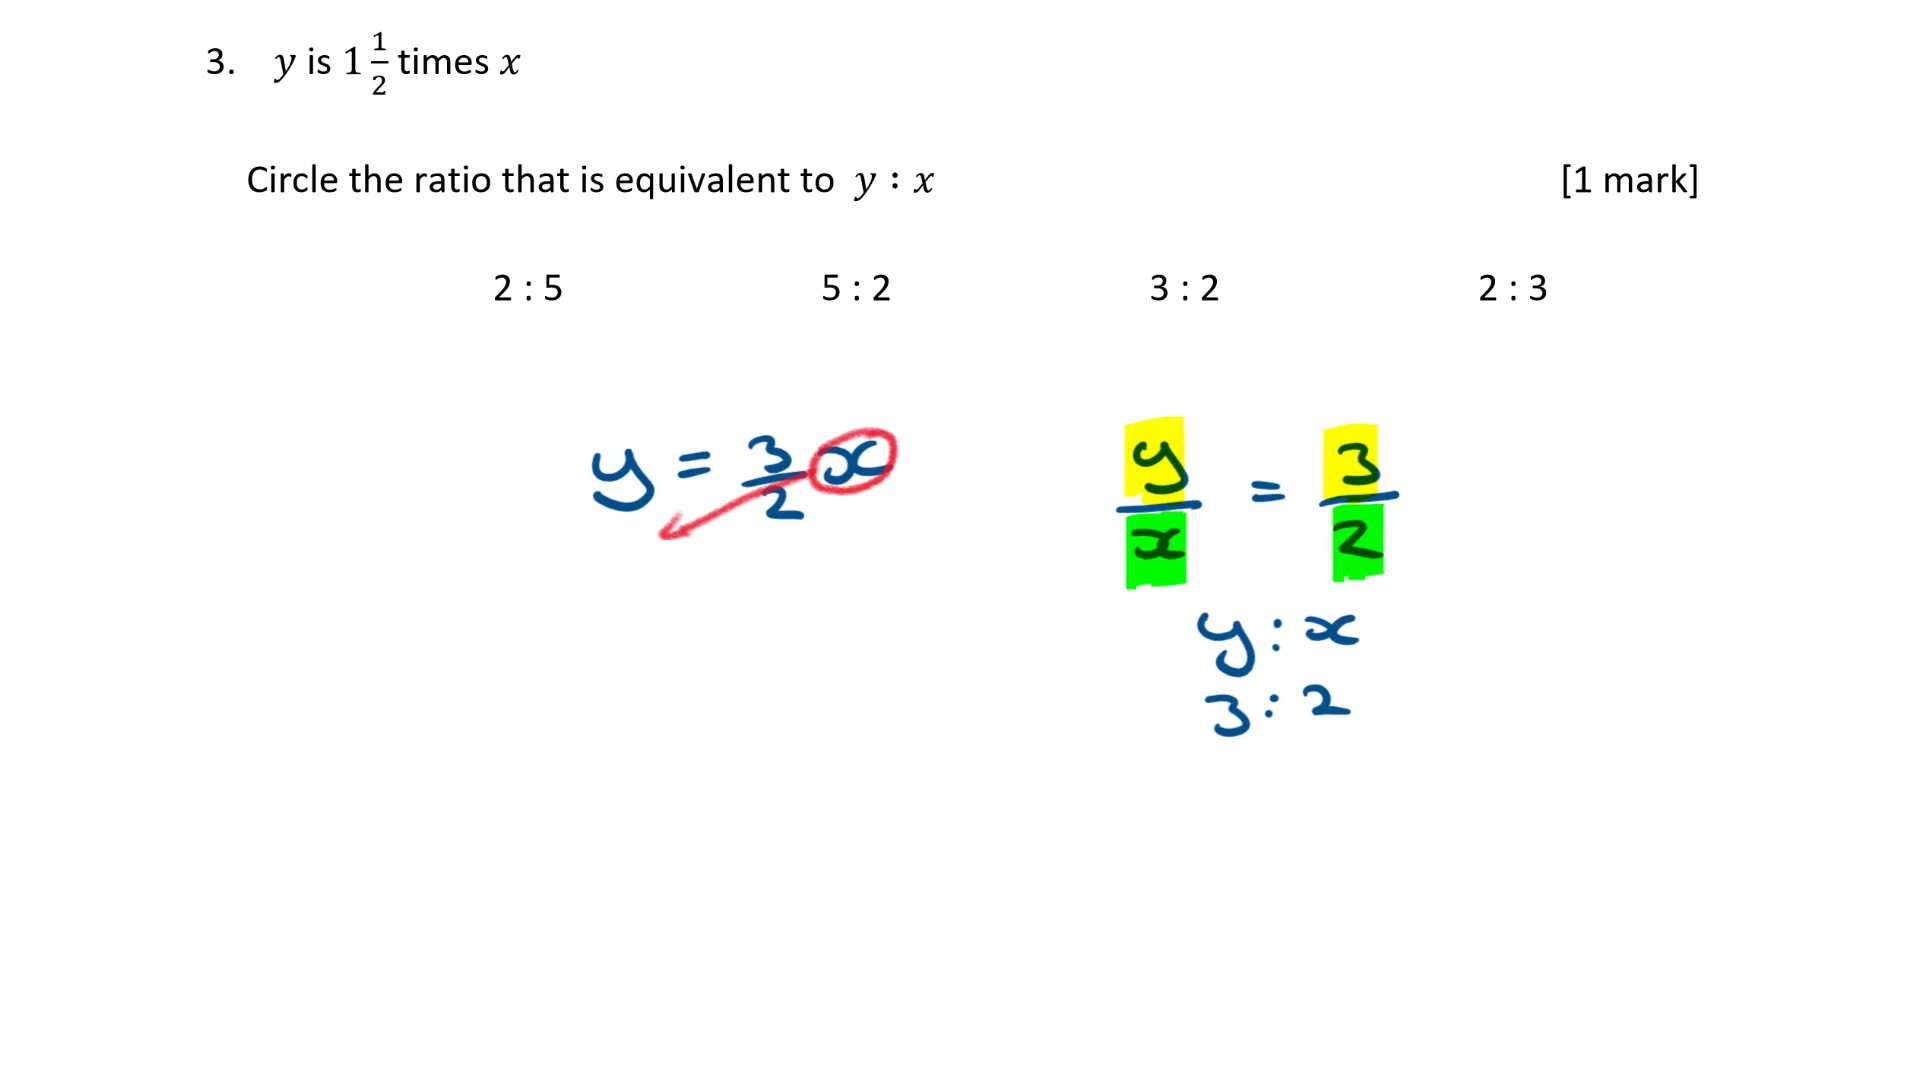 3. y is 1 1/2 times x
Circle the ratio that is equivalent to y : x [1 mark]
2 : 5 5 : 2 3 : 2 2 : 3
y = 3/2 x
y/x = 3/2
y : x
3 : 2